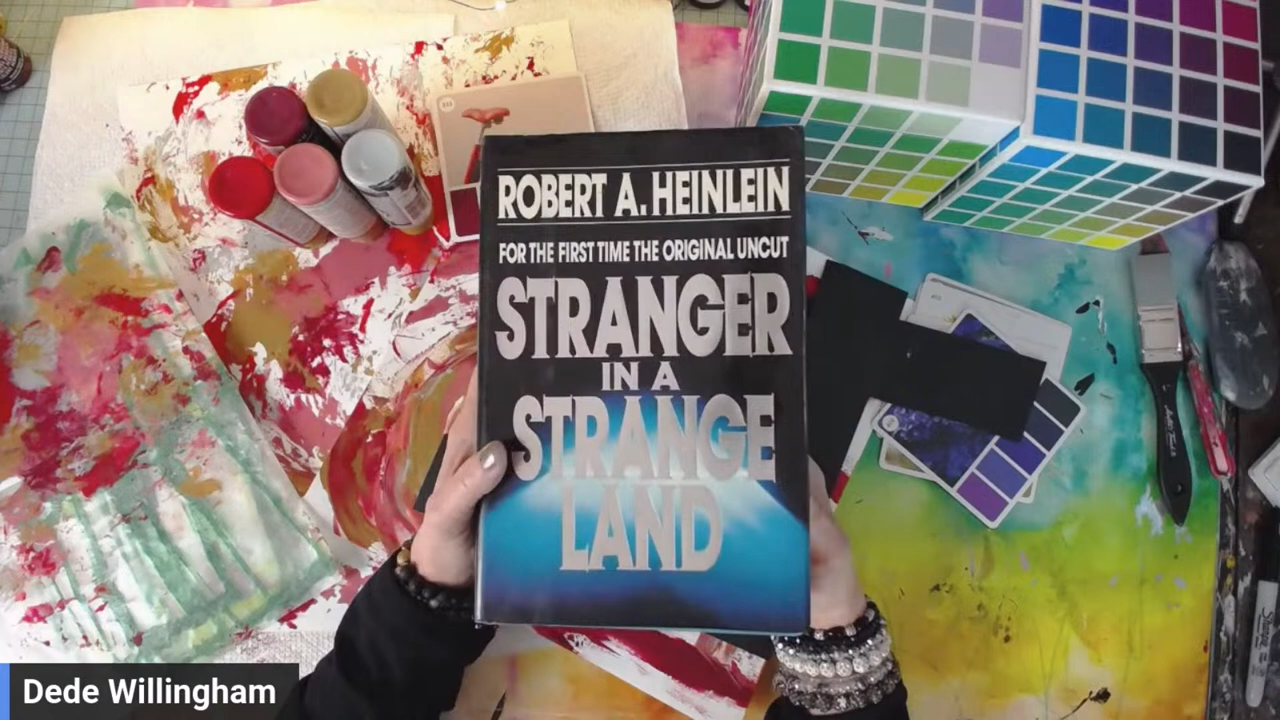 ROBERT A. HEINLEIN
FOR THE FIRST TIME THE ORIGINAL UNCUT
STRANGER
IN A
STRANGE
LAND
Dede Willingham